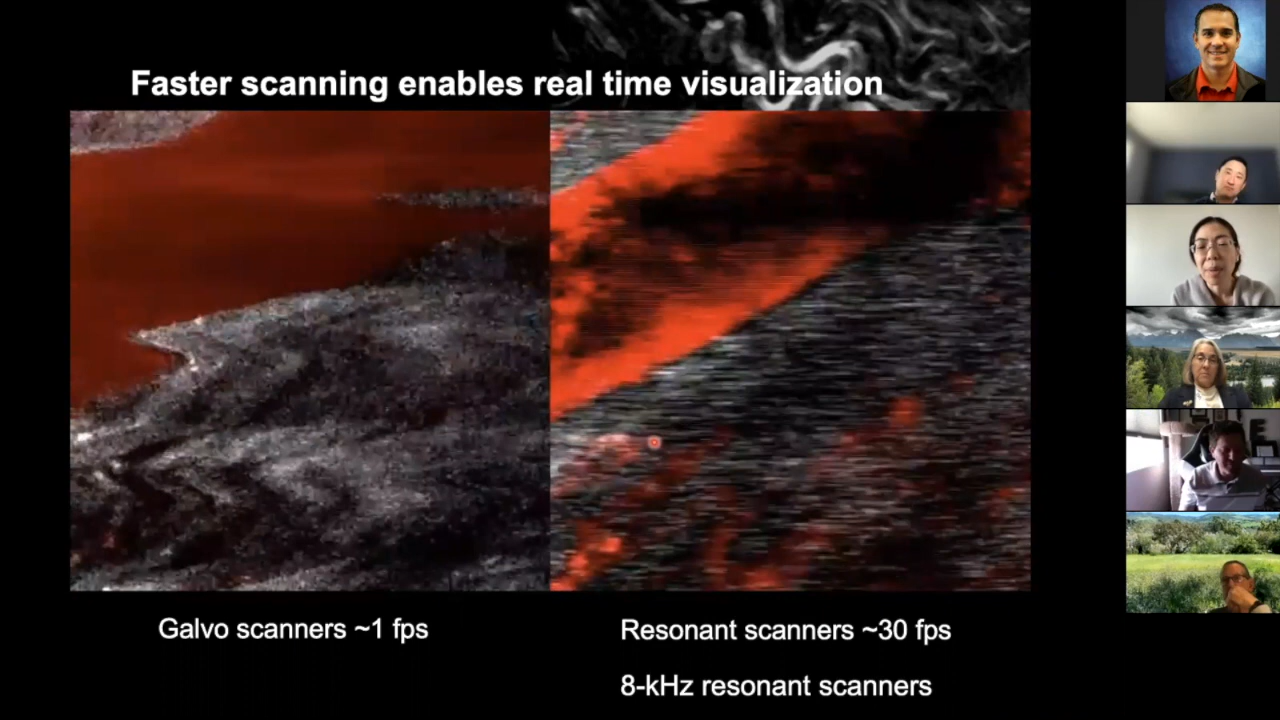 Faster scanning enables real time visualization
Galvo scanners ~1 fps
Resonant scanners ~30 fps
8-kHz resonant scanners